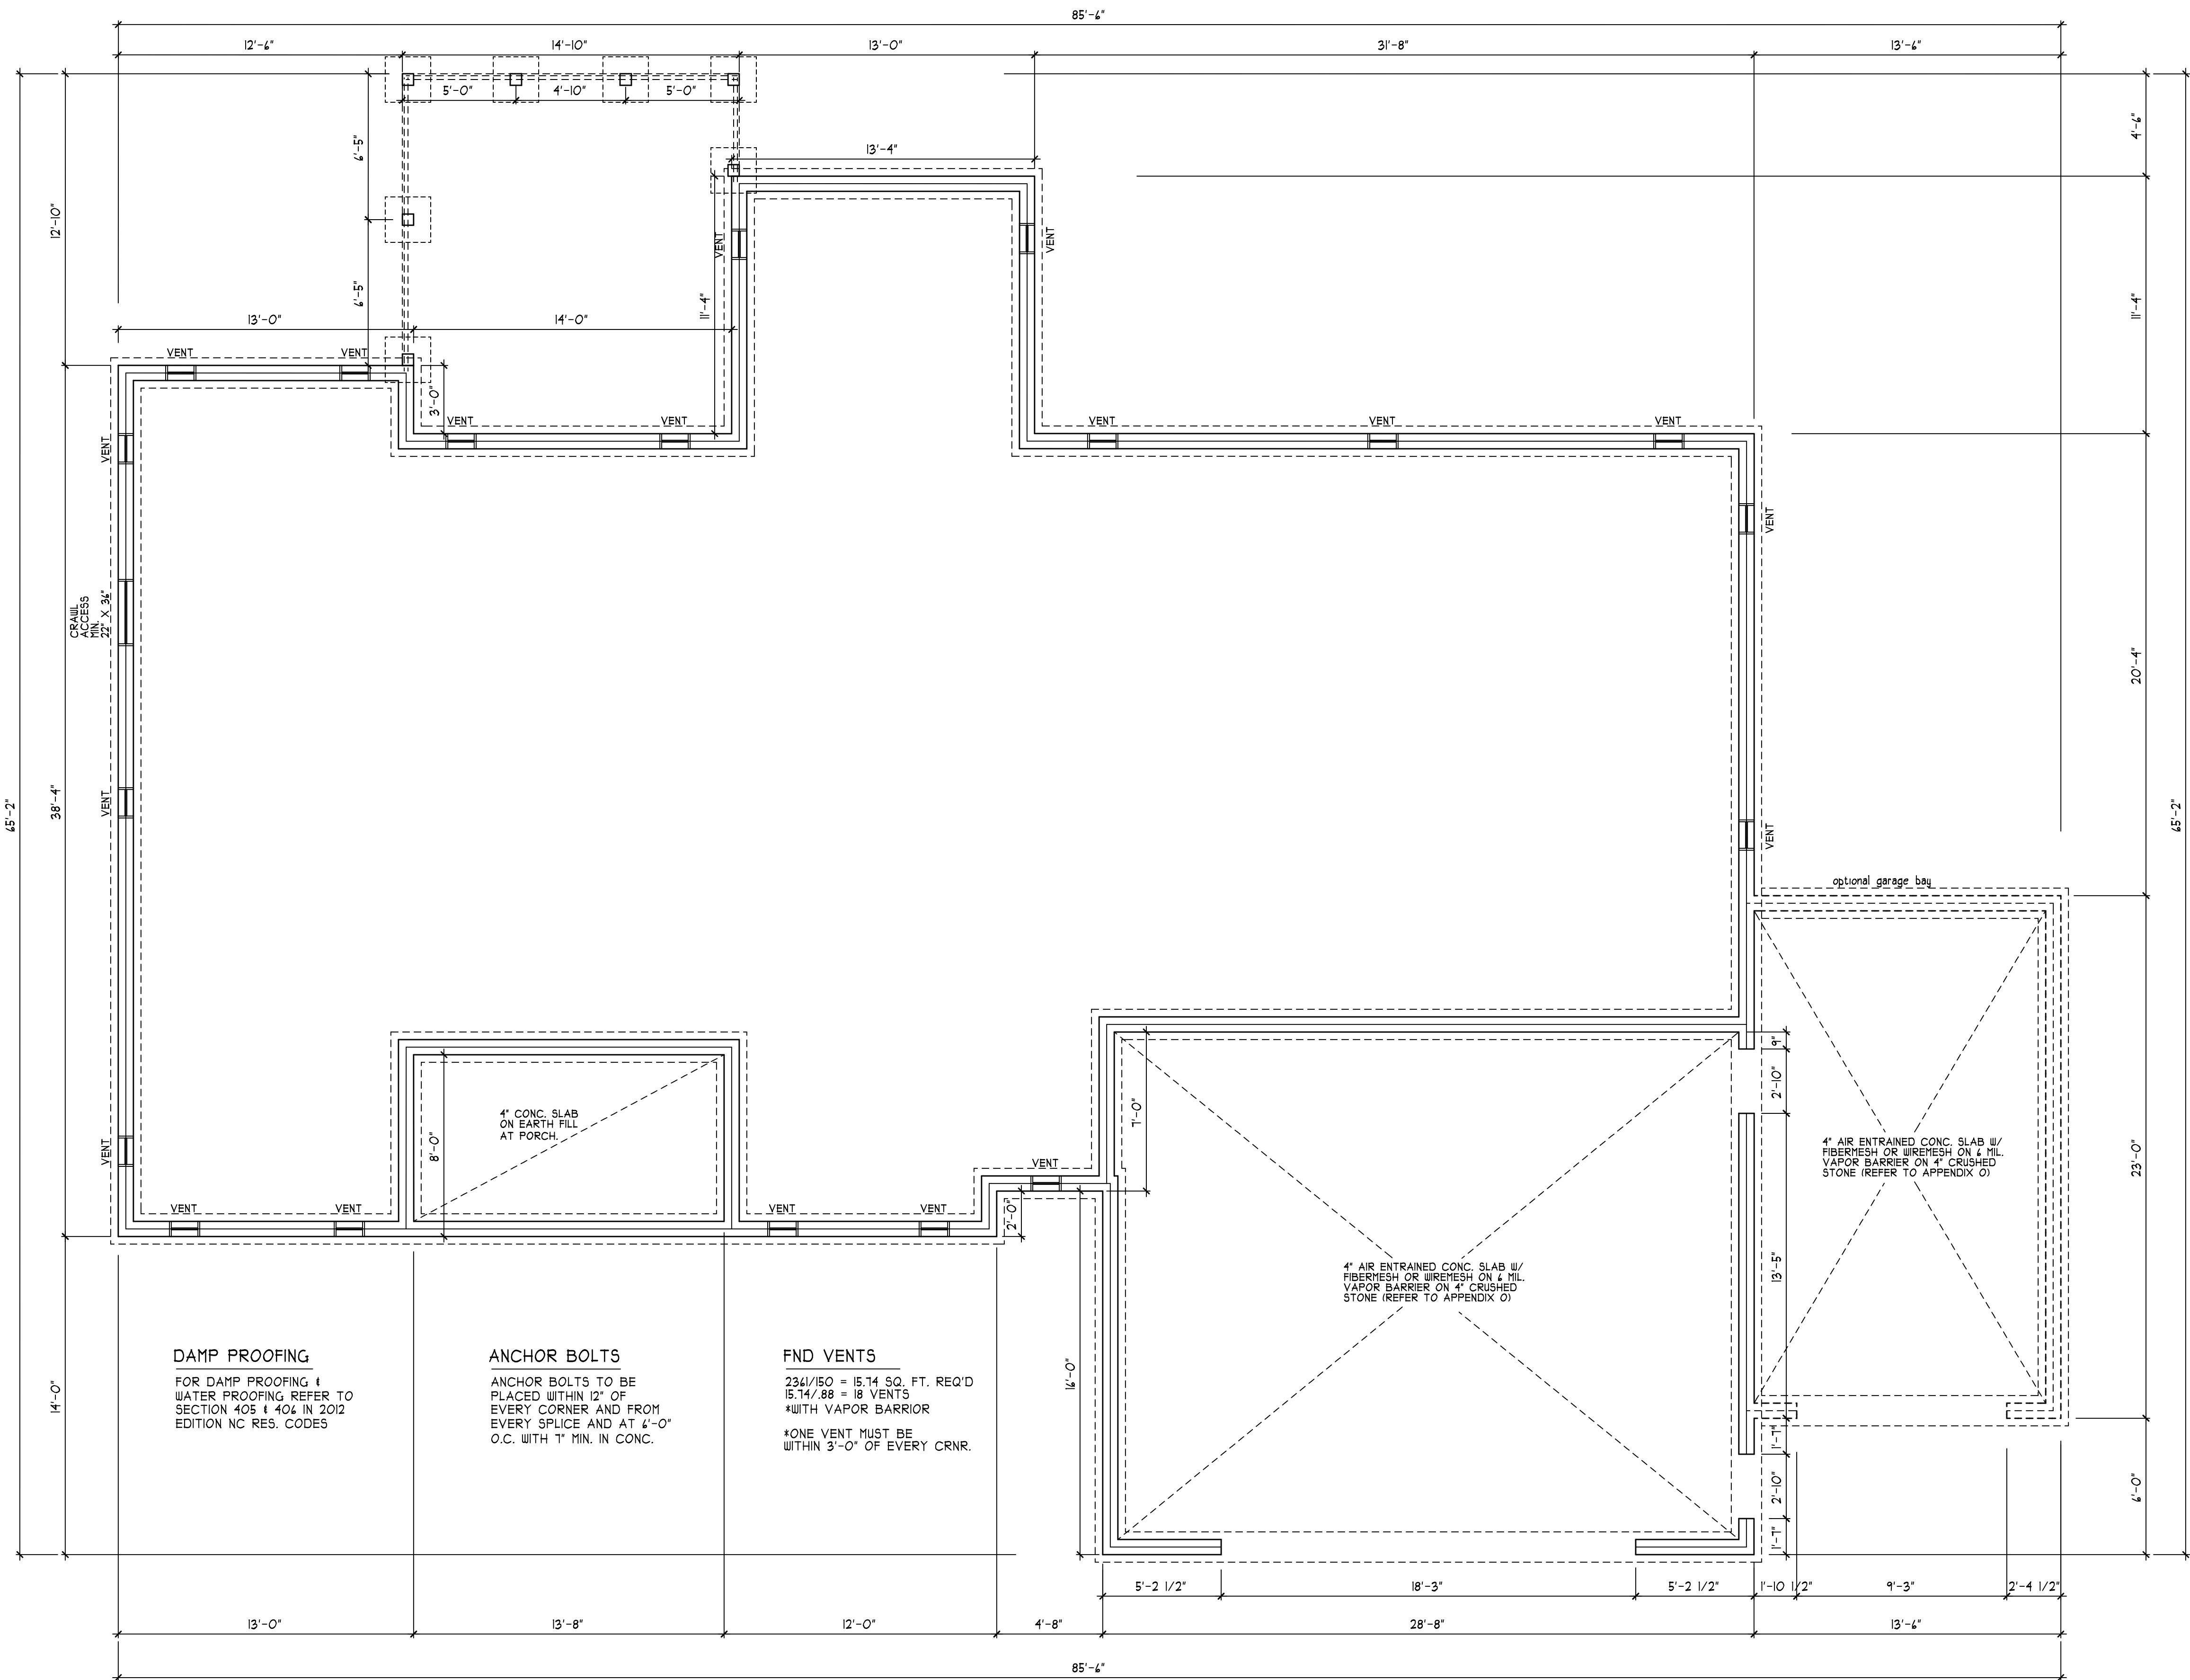 85'-6"
12'-6"
14'-10"
13'-0"
31'-8"
13'-6"
5'-0"
4'-10"
5'-0"
6'-5"
4'-6"
13'-4"
12'-10"
VENT
VENT
6'-5"
11'-4"
11'-4"
13'-0"
14'-0"
VENT
VENT
3'-0"
VENT
VENT
VENT
VENT
VENT
VENT
VENT
CRAWL
ACCESS
MIN.
22" X 36"
20'-4"
65'-2"
38'-4"
VENT
VENT
65'-2"
optional garage bay
9"
2'-10"
4" CONC. SLAB
ON EARTH FILL
AT PORCH.
8'-0"
7'-0"
VENT
VENT
4" AIR ENTRAINED CONC. SLAB W/
FIBERMESH OR WIREMESH ON 6 MIL.
VAPOR BARRIER ON 4" CRUSHED
STONE (REFER TO APPENDIX O)
23'-0"
VENT
VENT
VENT
VENT
2'-0"
13'-5"
4" AIR ENTRAINED CONC. SLAB W/
FIBERMESH OR WIREMESH ON 6 MIL.
VAPOR BARRIER ON 4" CRUSHED
STONE (REFER TO APPENDIX O)
DAMP PROOFING
FOR DAMP PROOFING &
WATER PROOFING REFER TO
SECTION 405 & 406 IN 2012
EDITION NC RES. CODES
ANCHOR BOLTS
ANCHOR BOLTS TO BE
PLACED WITHIN 12" OF
EVERY CORNER AND FROM
EVERY SPLICE AND AT 6'-0"
O.C. WITH 7" MIN. IN CONC.
FND VENTS
2361/150 = 15.74 SQ. FT. REQ'D
15.74/.88 = 18 VENTS
*WITH VAPOR BARRIOR
*ONE VENT MUST BE
WITHIN 3'-0" OF EVERY CRNR.
14'-0"
16'-0"
1'-7"
2'-10"
1'-7"
6'-0"
5'-2 1/2"
18'-3"
5'-2 1/2"
1'-10 1/2"
9'-3"
2'-4 1/2"
13'-0"
13'-8"
12'-0"
4'-8"
28'-8"
13'-6"
85'-6"